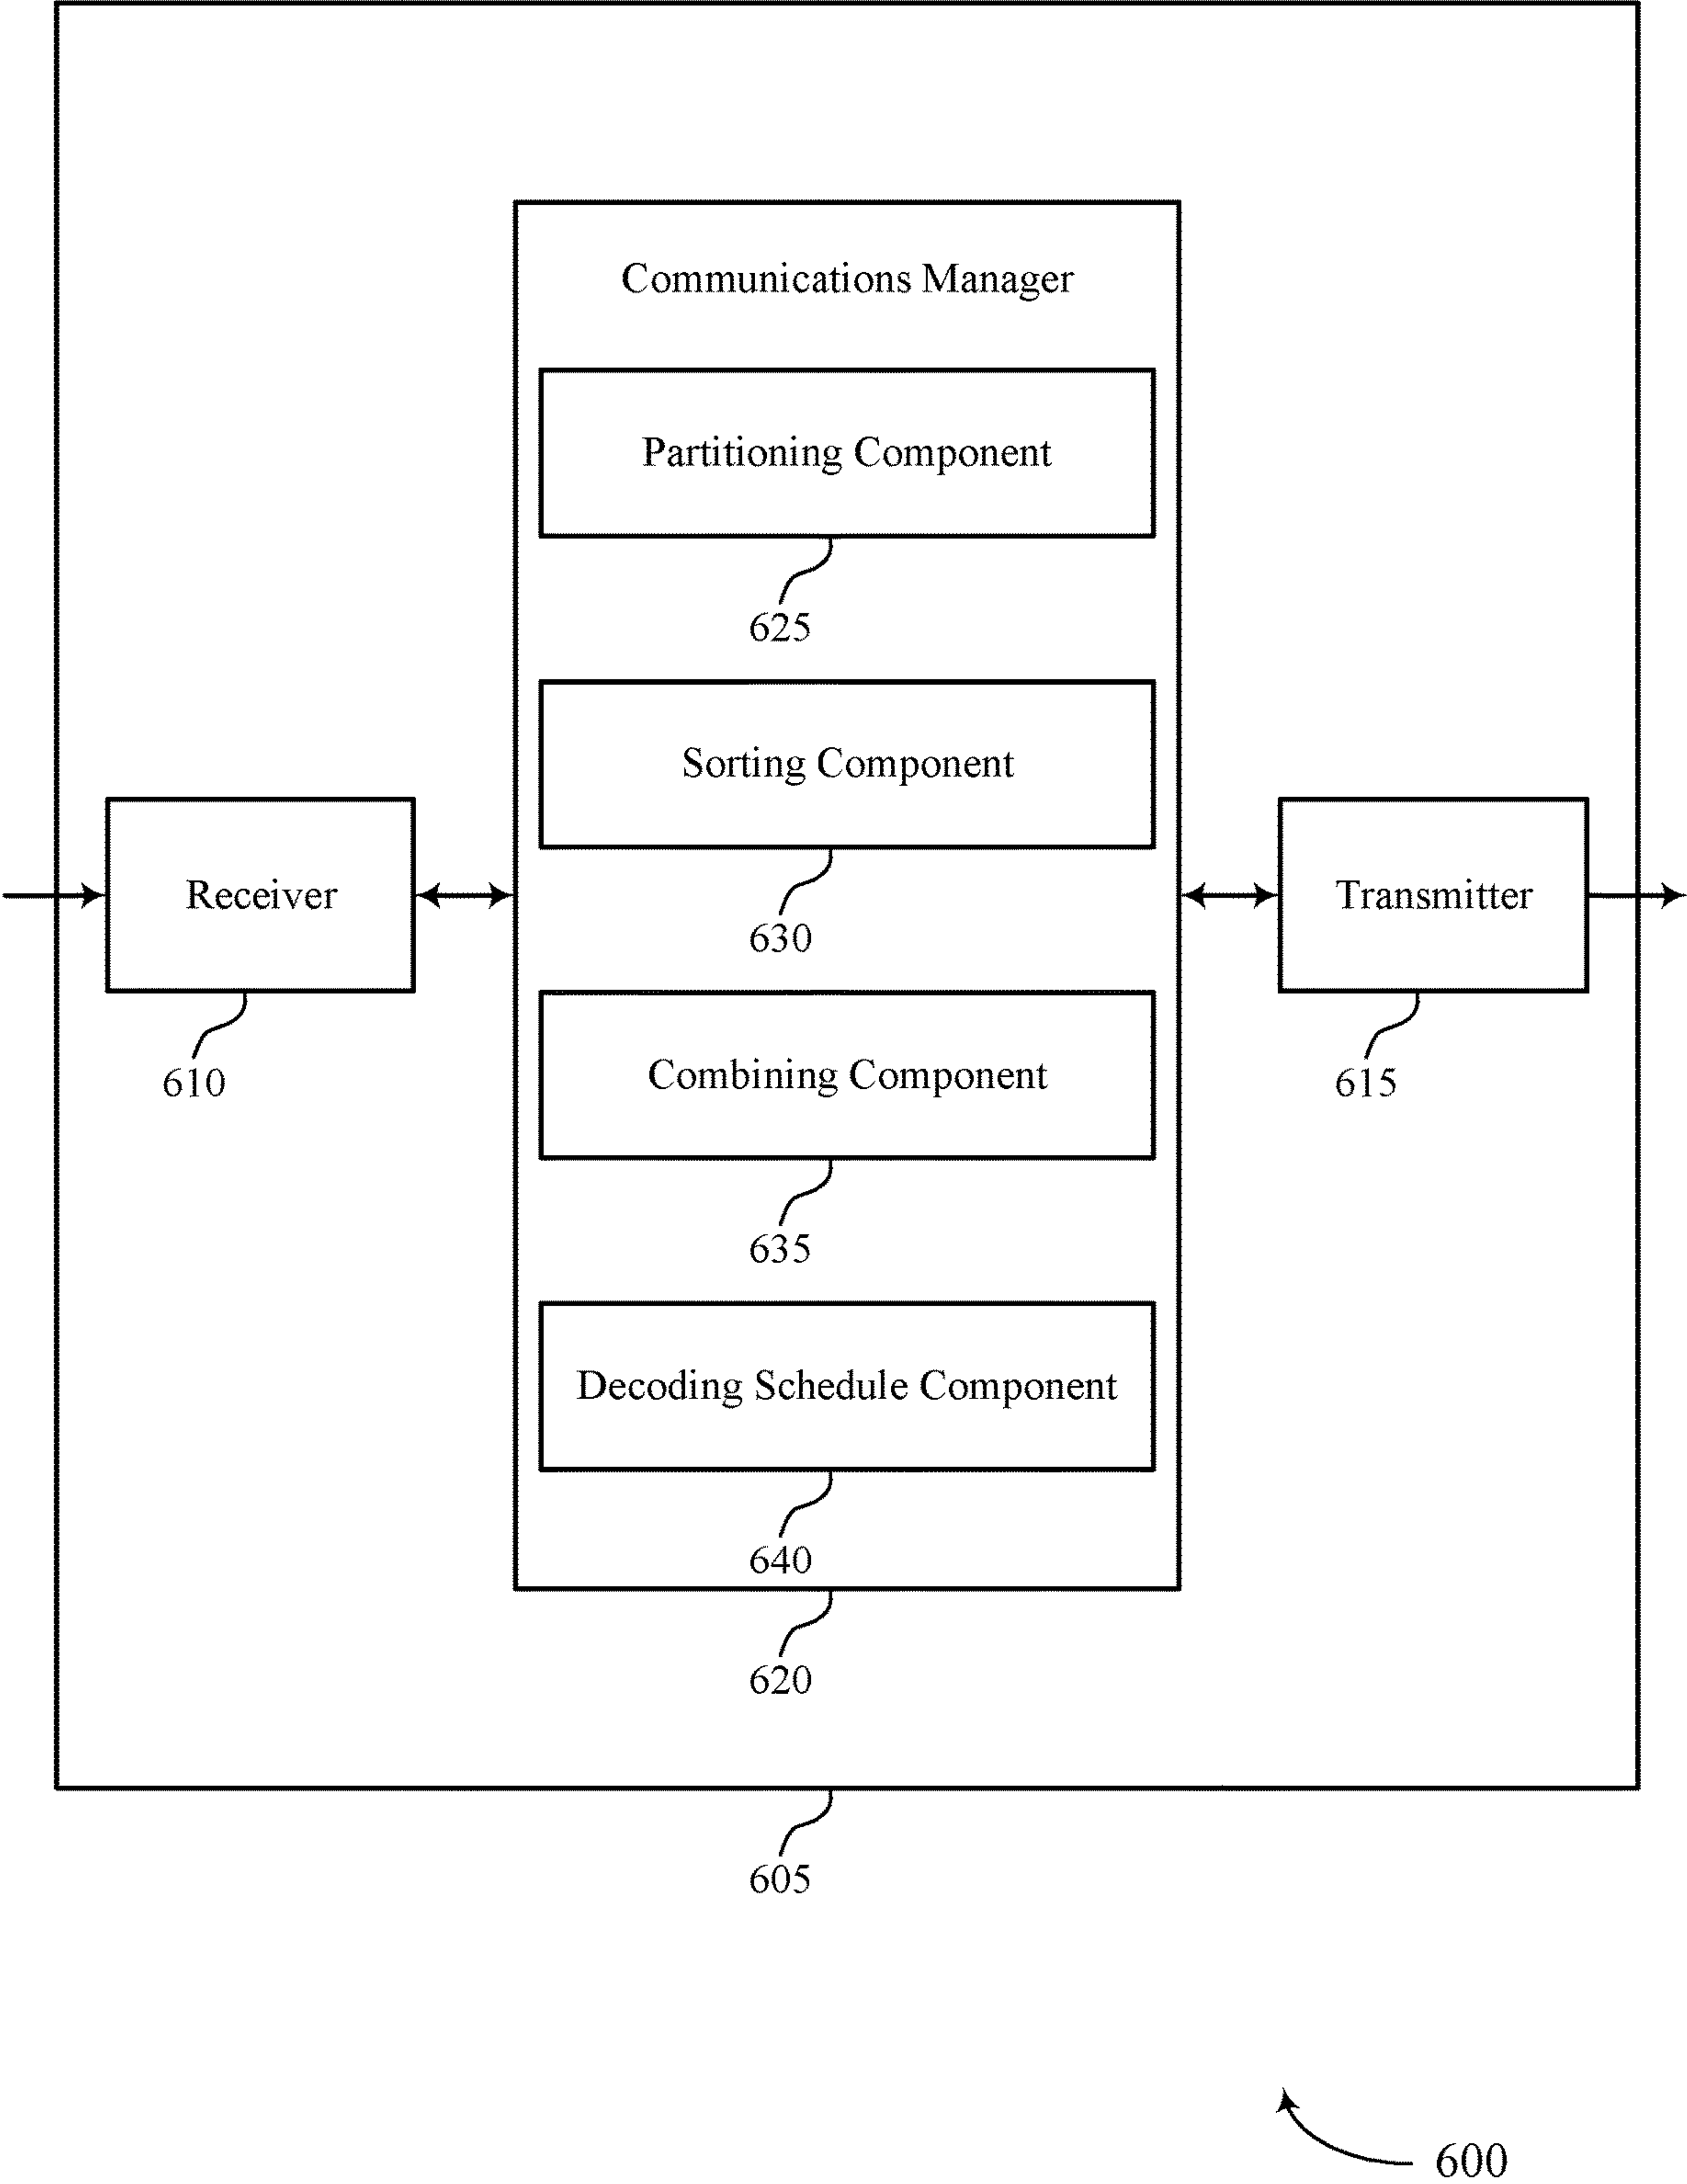 Communications Manager
Partitioning Component
625
Sorting Component
630
Receiver
610
Transmitter
615
Combining Component
635
Decoding Schedule Component
640
620
605
600